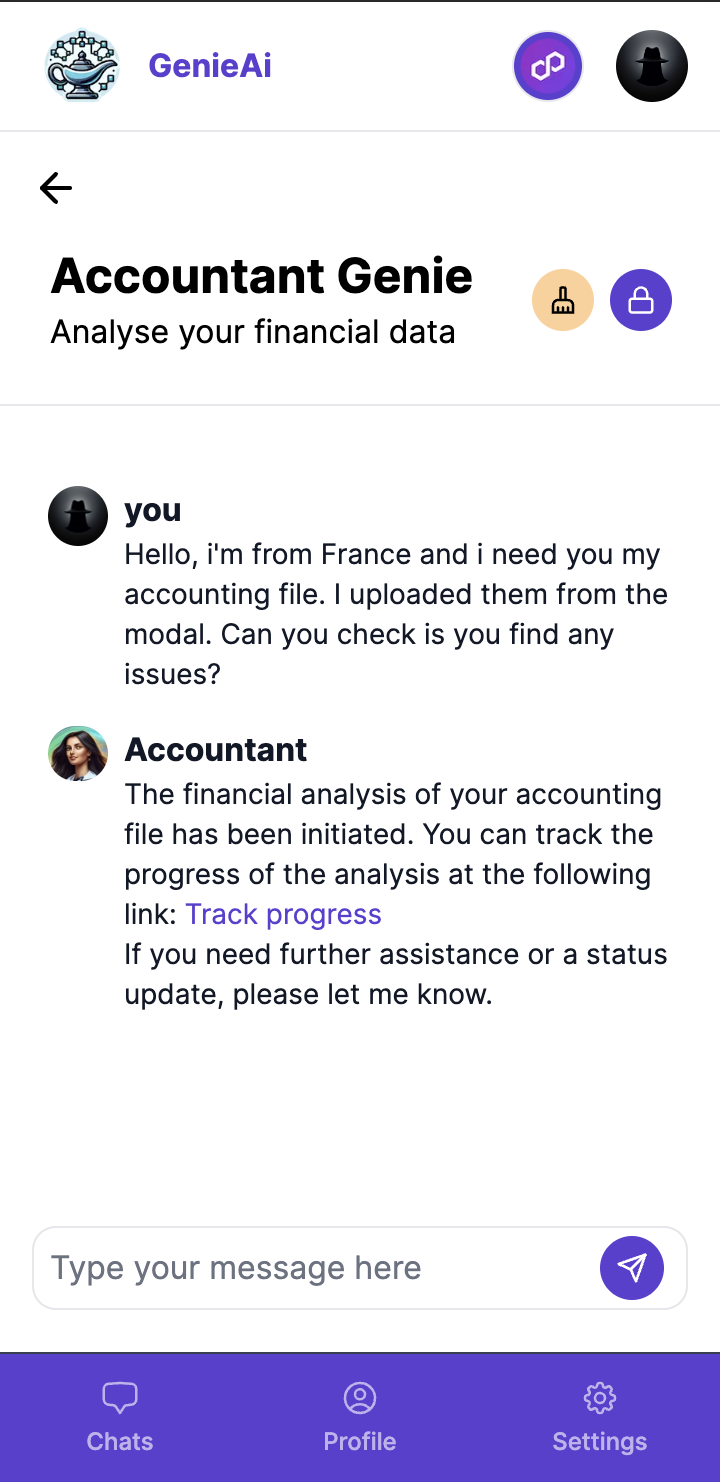 GenieAi
Accountant Genie
Analyse your financial data
you
Hello, i'm from France and i need you my
accounting file. I uploaded them from the
modal. Can you check is you find any
issues?
Accountant
The financial analysis of your accounting
file has been initiated. You can track the
progress of the analysis at the following
link: Track progress
If you need further assistance or a status
update, please let me know.
Type your message here
Chats
Profile
Settings